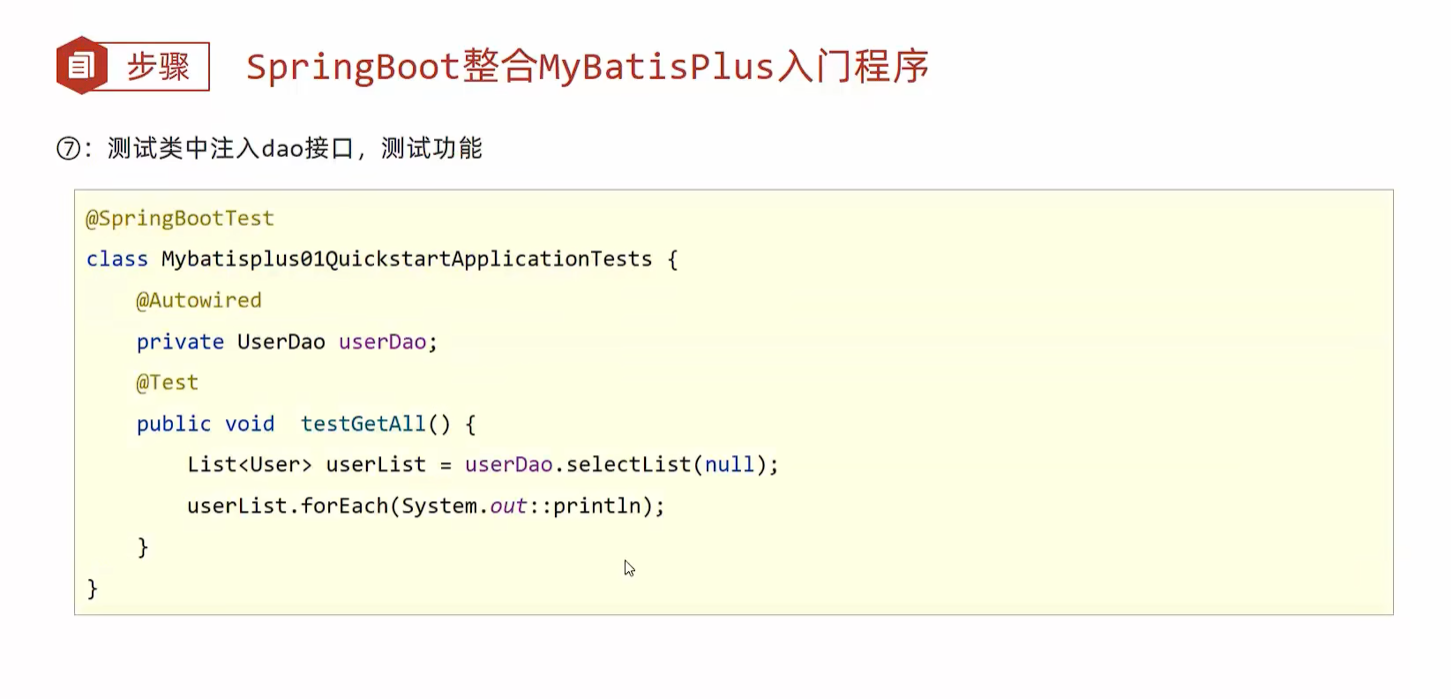 步骤 SpringBoot整合MyBatisPlus入门程序
⑦：测试类中注入dao接口，测试功能
@SpringBootTest
class Mybatisplus01QuickstartApplicationTests {
    @Autowired
    private UserDao userDao;
    @Test
    public void  testGetAll() {
        List<User> userList = userDao.selectList(null);
        userList.forEach(System.out::println);
    }
}